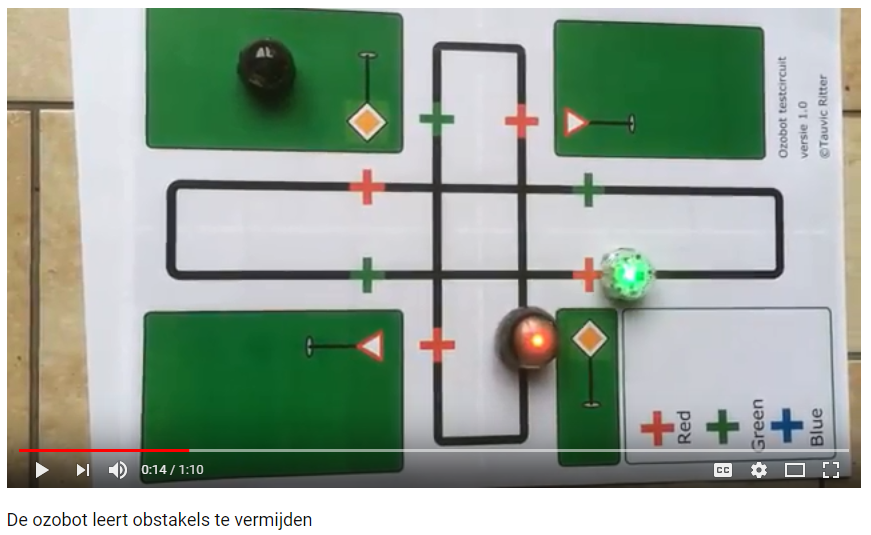 Ozobot testcircuit
versie 1.0
©Tauvic Ritter
Red
Green
Blue
0:14 / 1:10
CC
De ozobot leert obstakels te vermijden